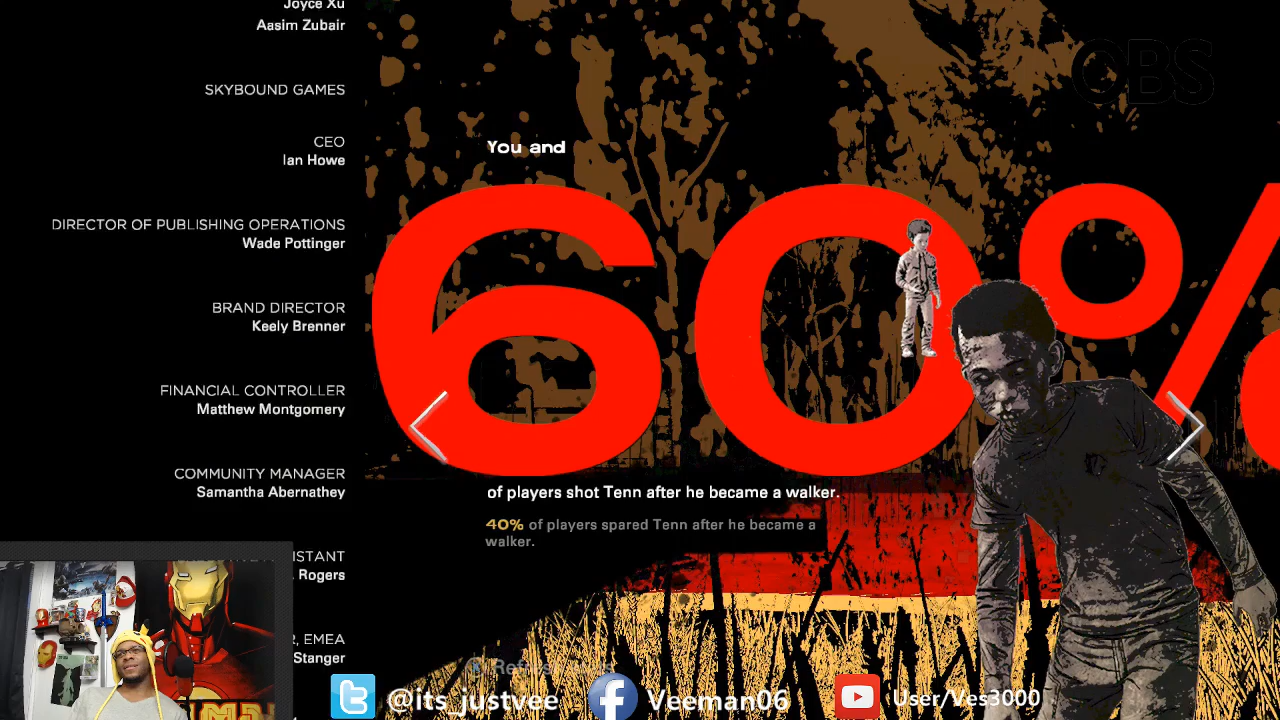 Joyce Xu
Aasim Zubair
SKYBOUND GAMES
CEO
Ian Howe
DIRECTOR OF PUBLISHING OPERATIONS
Wade Pottinger
BRAND DIRECTOR
Keely Brenner
FINANCIAL CONTROLLER
Matthew Montgomery
COMMUNITY MANAGER
Samantha Abernathey
ISTANT
Rogers
, EMEA
Stanger
OBS
You and
60%
of players shot Tenn after he became a walker.
40% of players spared Tenn after he became a
walker.
@its_justvee
Veeman06
User/Ves3000